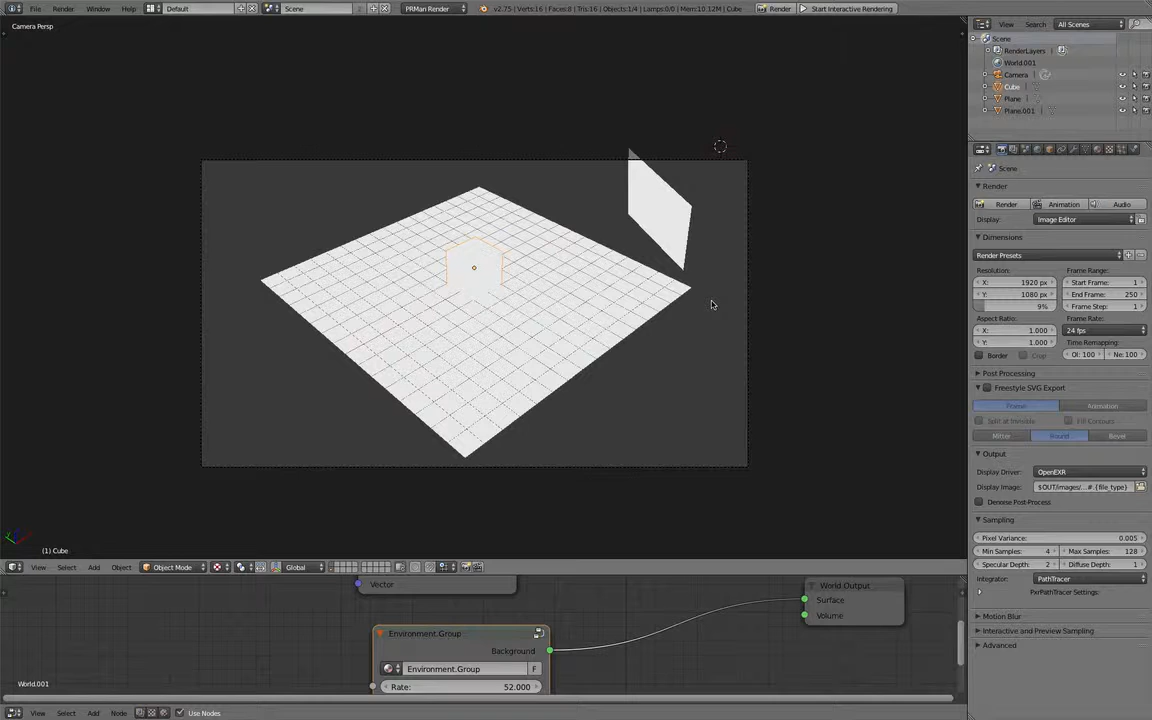 File Render Window Help Default Scene 2 PRMan Render v2.75 | Verts:16 | Faces:8 | Tris:16 | Objects:1/4 | Lamps:0/0 | Mem:10.12M | Cube Render Start Interactive Rendering
Camera Persp
View Search All Scenes
Scene
RenderLayers
World.001
Camera
Cube
Plane
Plane.001
Scene
Render
Render Animation Audio
Display: Image Editor
Dimensions
Render Presets
Resolution: Frame Range:
X: 1920 px Start Frame: 1
Y: 1080 px End Frame: 250
9% Frame Step: 1
Aspect Ratio: Frame Rate:
X: 1.000 24 fps
Y: 1.000 Time Remapping:
Border Crop Ol: 100 Ne: 100
Post Processing
Freestyle SVG Export
Frame Animation
Split at Invisible Fill Contours
Mitter Round Bevel
Output
Display Driver: OpenEXR
Display Image: $OUT/images/...#.{file_type}
Denoise Post-Process
Sampling
Pixel Variance: 0.005
Min Samples: 4 Max Samples: 128
Specular Depth: 2 Diffuse Depth: 1
Integrator: PathTracer
PxrPathTracer Settings:
Motion Blur
Interactive and Preview Sampling
Advanced
(1) Cube
View Select Add Object Object Mode Global
Vector
World Output
Surface
Volume
Environment.Group
Background
Environment.Group F
Rate: 52.000
World.001
View Select Add Node Use Nodes